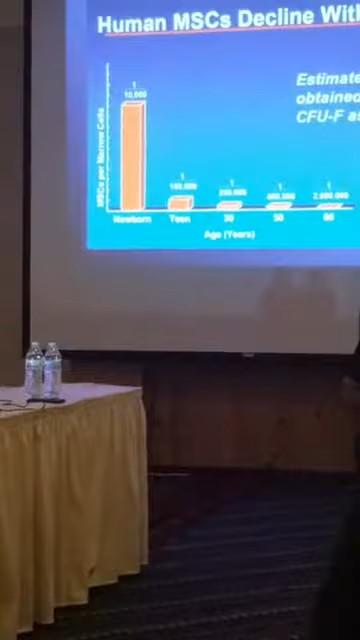 Human MSCs Decline With
Estimate
obtained
CFU-F as
MSCs per Marrow Cells
1
10,000
1
100,000
1
250,000
1
400,000
1
2,000,000
Newborn
Teen
30
50
80
Age (Years)